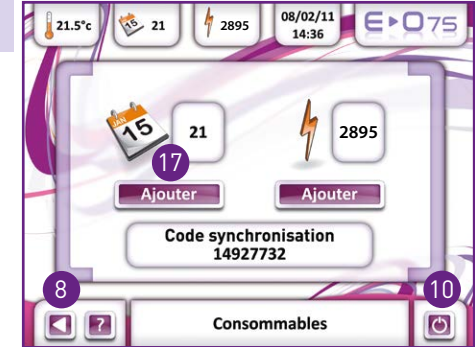 21.5°c
21
2895
08/02/11
14:36
E▸O75
JAN
15
21
2895
17
Ajouter
Ajouter
Code synchronisation
14927732
8
10
?
Consommables